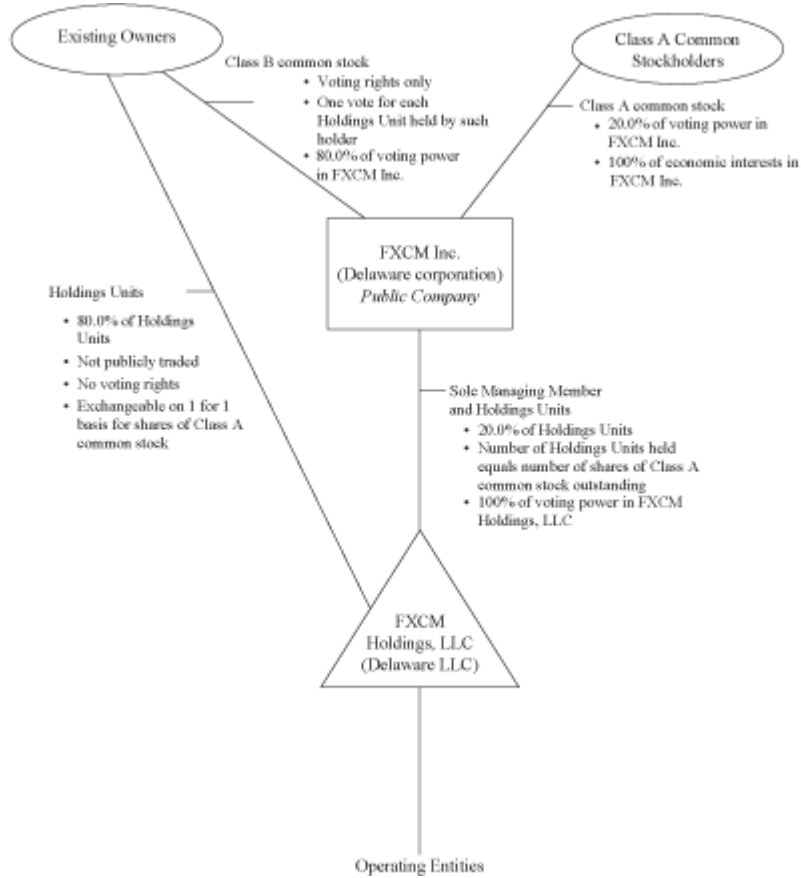 Existing Owners
Class A Common
Stockholders
Class B common stock
• Voting rights only
• One vote for each
Holdings Unit held by such
holder
• 80.0% of voting power
in FXCM Inc.
Class A common stock
• 20.0% of voting power in
FXCM Inc.
• 100% of economic interests in
FXCM Inc.
FXCM Inc.
(Delaware corporation)
Public Company
Holdings Units
• 80.0% of Holdings
Units
• Not publicly traded
• No voting rights
• Exchangeable on 1 for 1
basis for shares of Class A
common stock
Sole Managing Member
and Holdings Units
• 20.0% of Holdings Units
• Number of Holdings Units held
equals number of shares of Class A
common stock outstanding
• 100% of voting power in FXCM
Holdings, LLC
FXCM
Holdings, LLC
(Delaware LLC)
Operating Entities